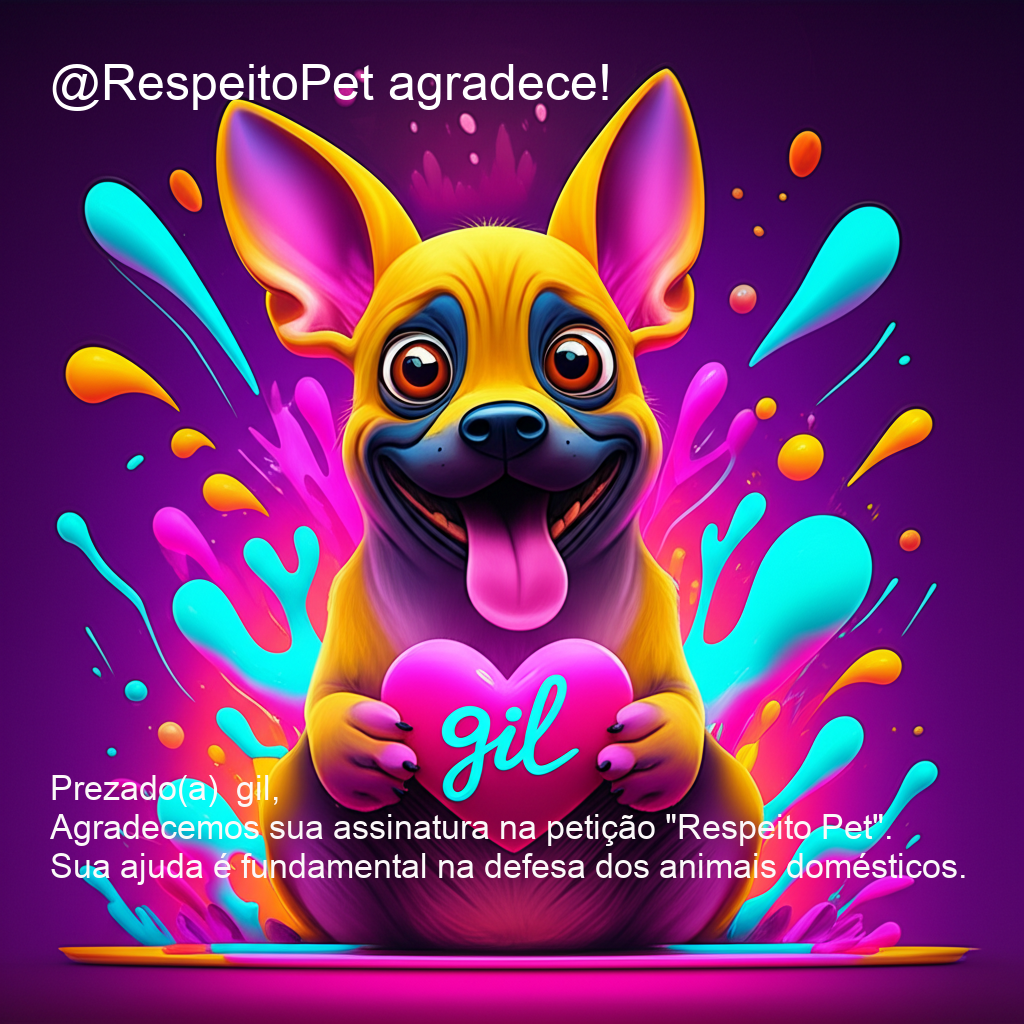 @RespeitoPet agradece!
gil
Prezado(a)  gil,
Agradecemos sua assinatura na petição "Respeito Pet".
Sua ajuda é fundamental na defesa dos animais domésticos.